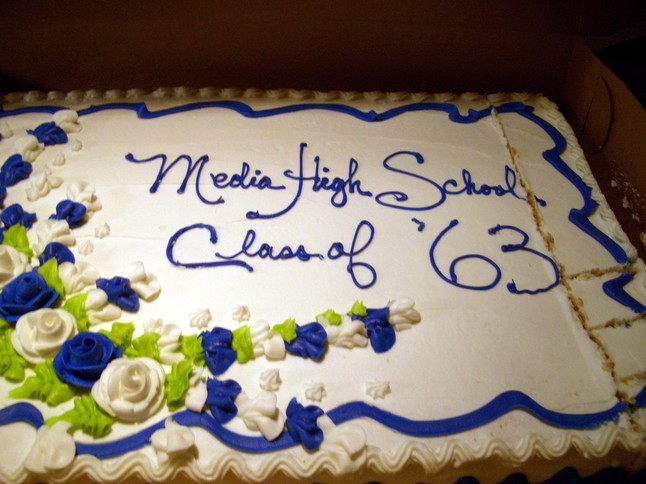 Media High School
Class of '63